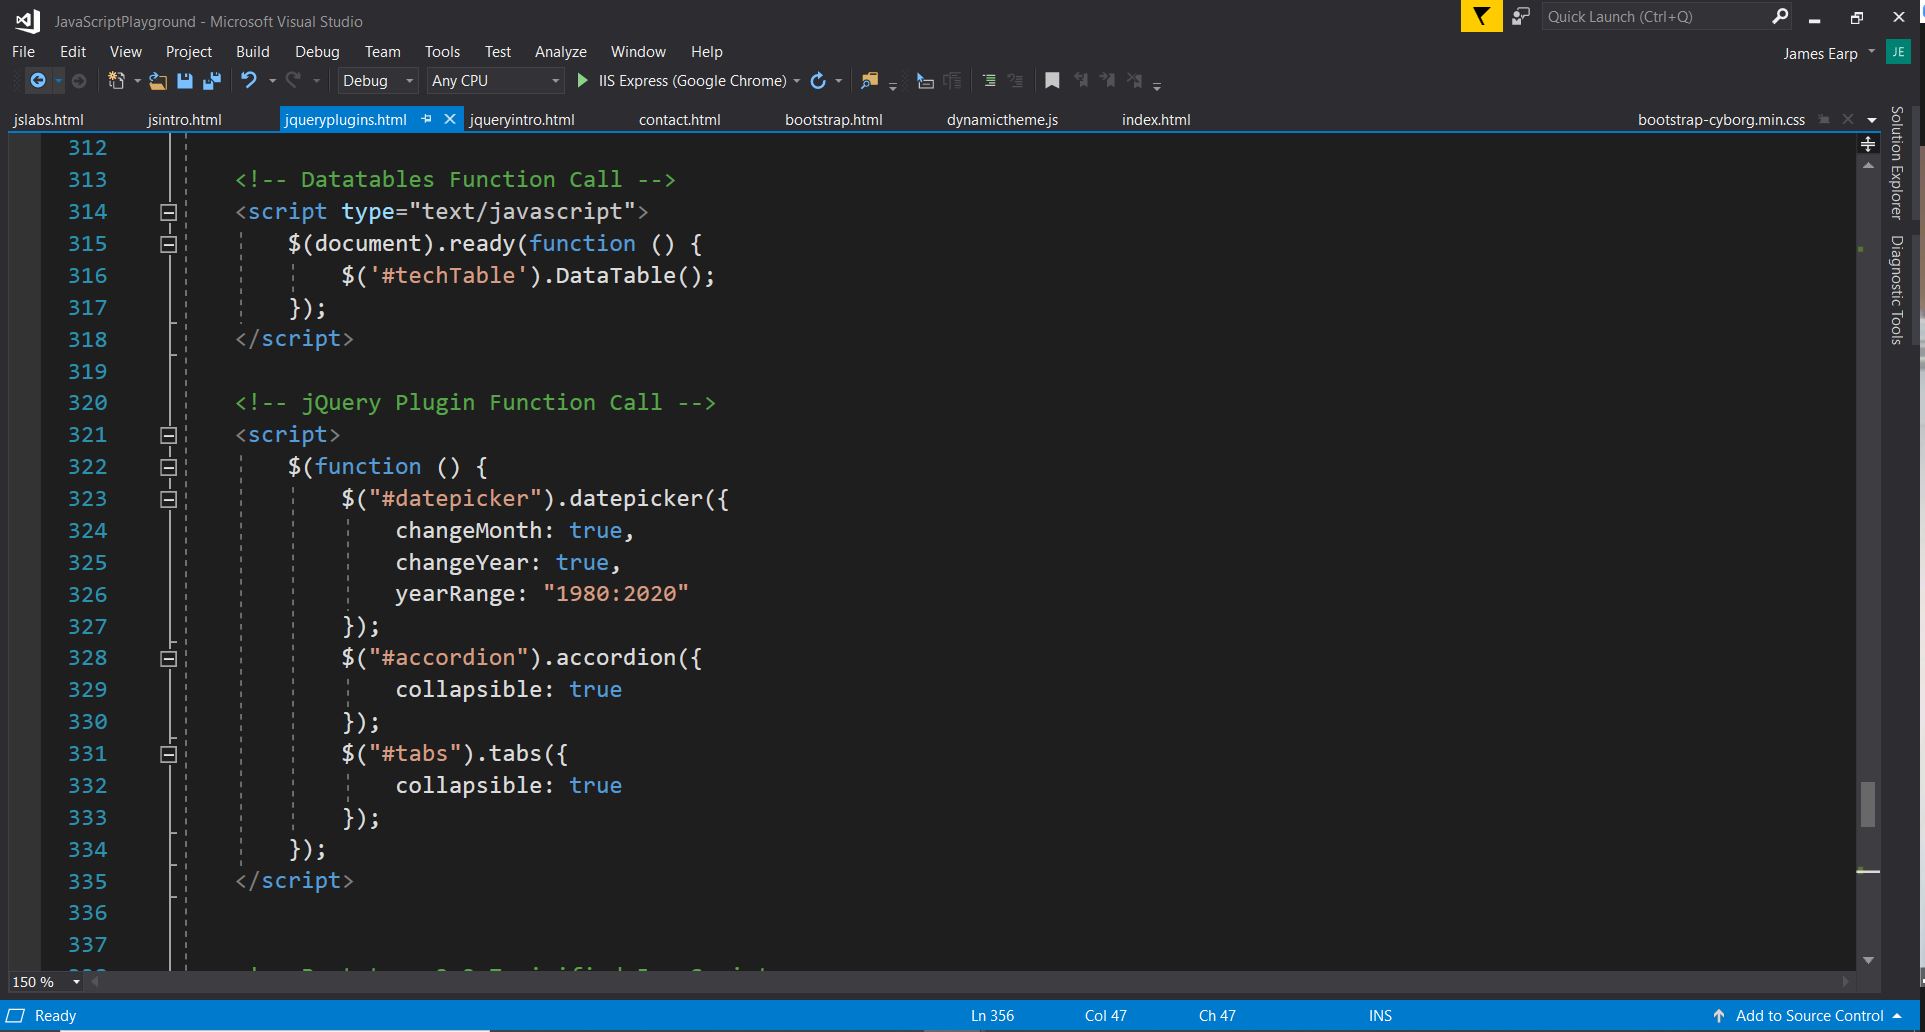 JavaScriptPlayground - Microsoft Visual Studio
Quick Launch (Ctrl+Q)
File Edit View Project Build Debug Team Tools Test Analyze Window Help
James Earp JE
Debug Any CPU IIS Express (Google Chrome)
jslabs.html jsintro.html jqueryplugins.html jqueryintro.html contact.html bootstrap.html dynamictheme.js index.html bootstrap-cyborg.min.css
Solution Explorer
Diagnostic Tools
312
313 <!-- Datatables Function Call -->
314 <script type="text/javascript">
315 $(document).ready(function () {
316 $('#techTable').DataTable();
317 });
318 </script>
319
320 <!-- jQuery Plugin Function Call -->
321 <script>
322 $(function () {
323 $("#datepicker").datepicker({
324 changeMonth: true,
325 changeYear: true,
326 yearRange: "1980:2020"
327 });
328 $("#accordion").accordion({
329 collapsible: true
330 });
331 $("#tabs").tabs({
332 collapsible: true
333 });
334 });
335 </script>
336
337
150 %
Ready Ln 356 Col 47 Ch 47 INS Add to Source Control